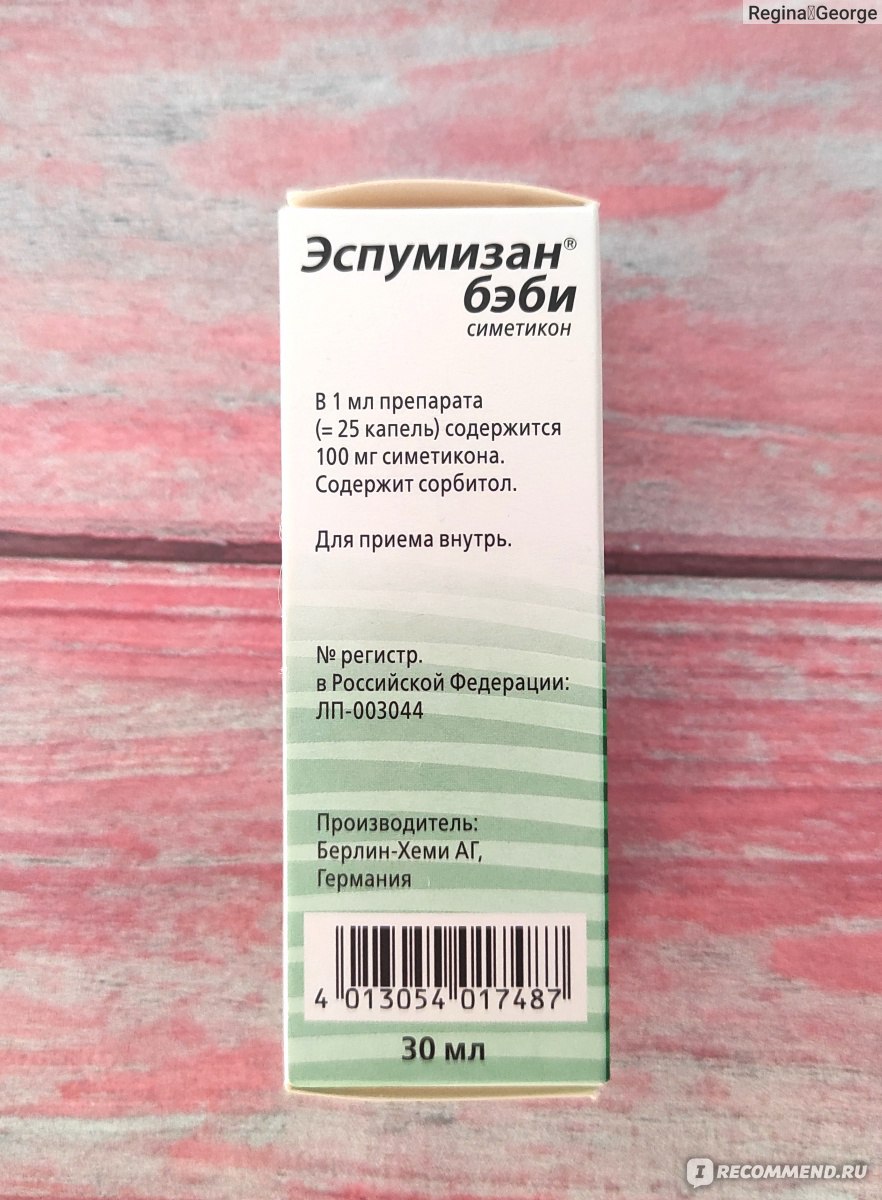 Regina George
Эспумизан®
бэби
симетикон
В 1 мл препарата
(= 25 капель) содержится
100 мг симетикона.
Содержит сорбитол.
Для приема внутрь.
№ регистр.
в Российской Федерации:
ЛП-003044
Производитель:
Берлин-Хеми АГ,
Германия
4 013054 017487
30 мл
I RECOMMEND.RU